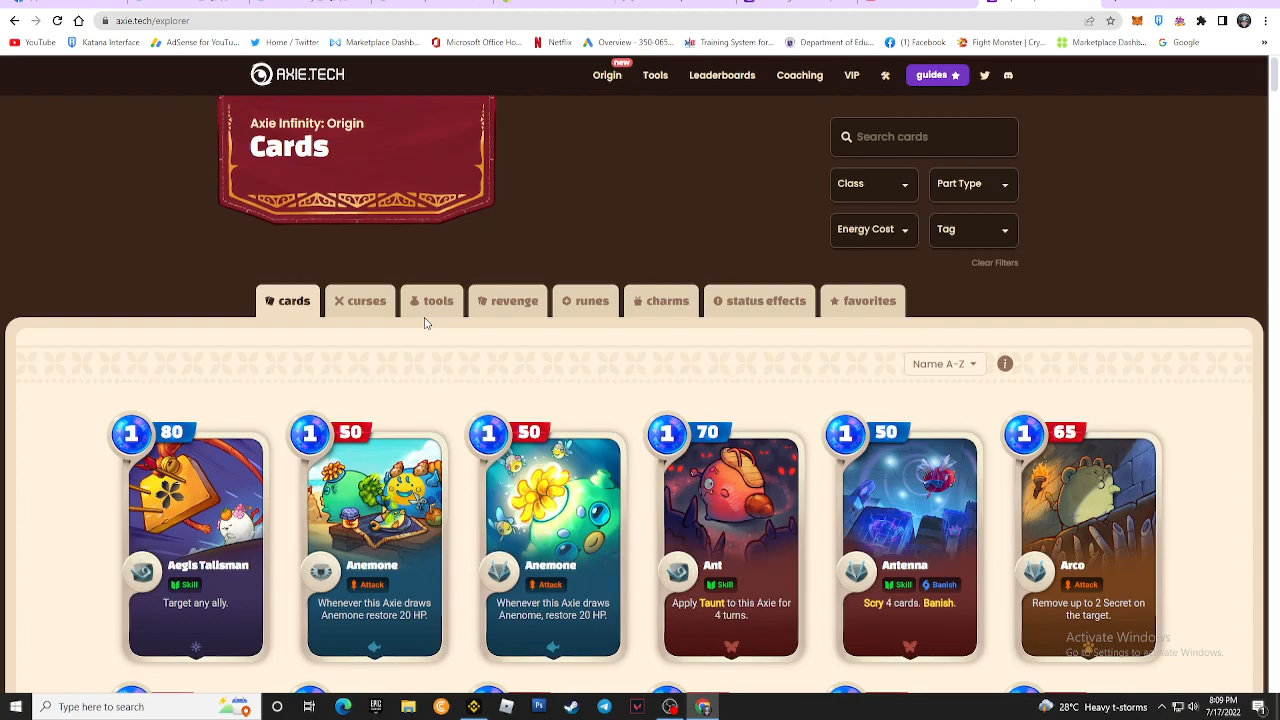 axie.tech/explorer
YouTube
Katana Interface
AdSense for YouTu...
Home / Twitter
Marketplace Dashb...
Microsoft Office Ho...
Netflix
Overview - 350-065...
Training System for...
Department of Edu...
(1) Facebook
Fight Monster | Cry...
Marketplace Dashb...
Google
»
AXIE.TECH
new
Origin
Tools
Leaderboards
Coaching
VIP
guides
Axie Infinity: Origin
Cards
Search cards
Class
Part Type
Energy Cost
Tag
Clear Filters
cards
curses
tools
revenge
runes
charms
status effects
favorites
Name A-Z
i
1 80
1 50
1 50
1 70
1 50
1 65
Aegis Talisman
Skill
Target any ally.
Anemone
Attack
Whenever this Axie draws
Anemone restore 20 HP.
Anemone
Attack
Whenever this Axie draws
Anenome, restore 20 HP.
Ant
Skill
Apply Taunt to this Axie for
4 turns.
Antenna
Skill
Banish
Scry 4 cards. Banish.
Arco
Attack
Remove up to 2 Secret on
the target.
Activate Windows
Go to Settings to activate Windows.
Type here to search
EPIC
GAMES
Ps
28°C Heavy t-storms
8:09 PM
7/17/2022